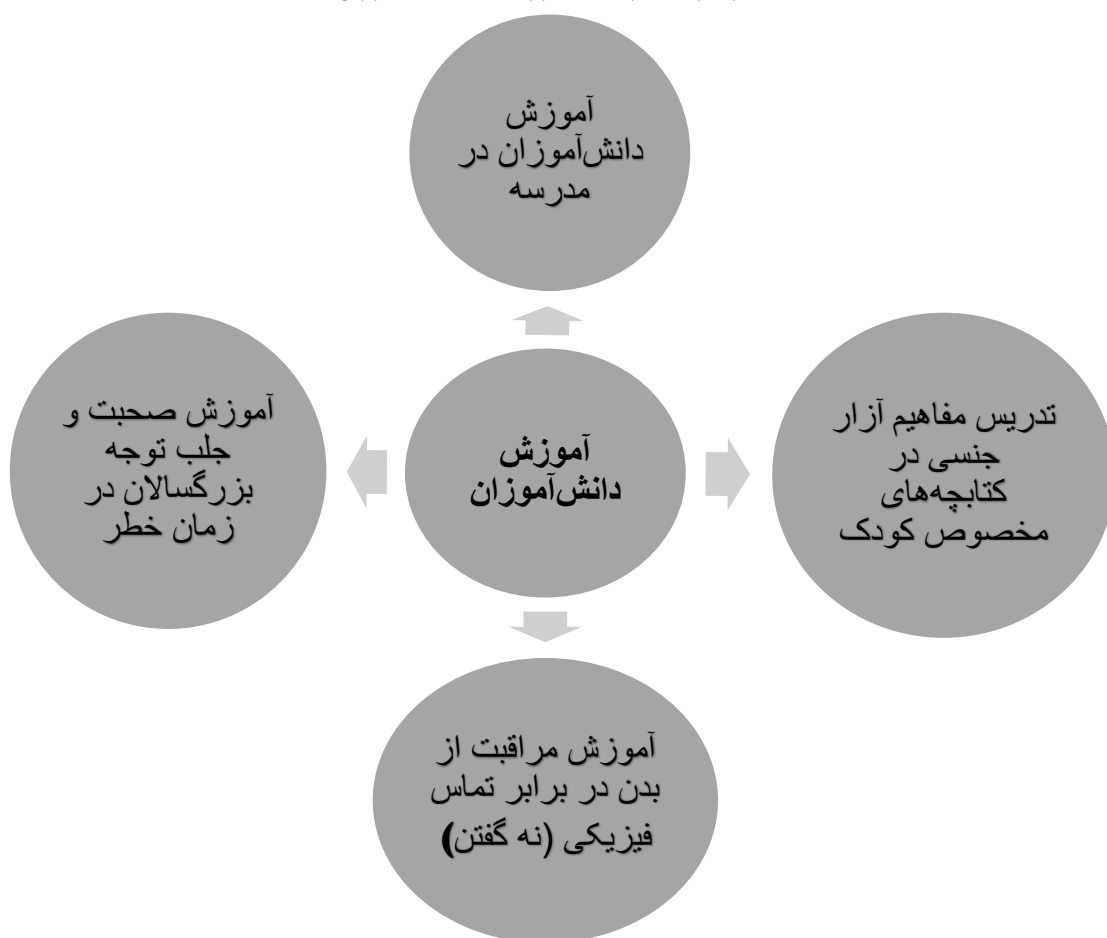 آموزش
دانش‌آموزان در
مدرسه
تدریس مفاهیم آزار
جنسی در
کتابچه‌های
مخصوص کودک
آموزش
دانش‌آموزان
آموزش صحبت و
جلب توجه
بزرگسالان در
زمان خطر
آموزش مراقبت از
بدن در برابر تماس
فیزیکی (نه گفتن)